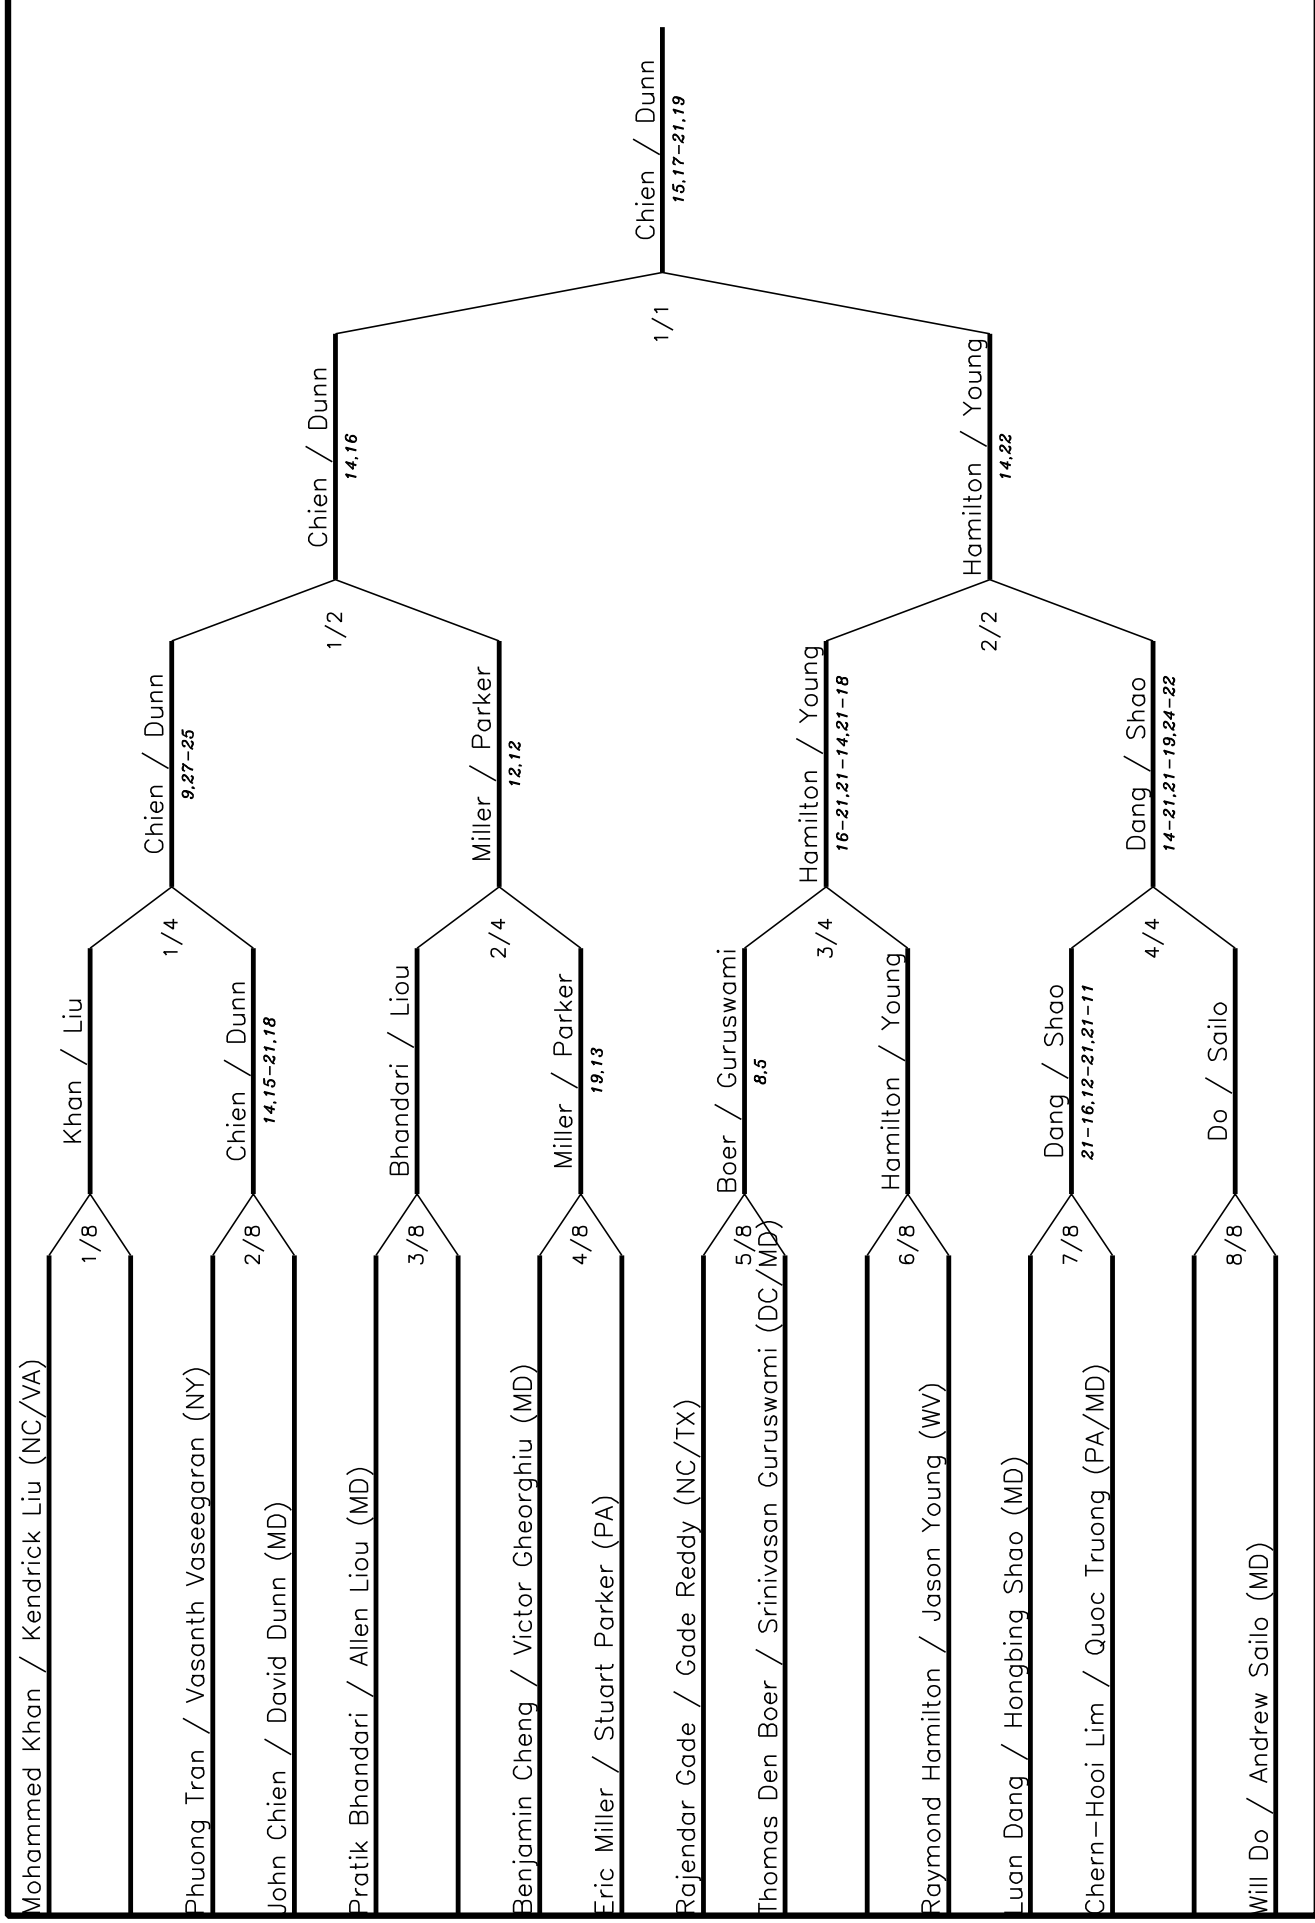 Mohammed Khan / Kendrick Liu (NC/VA)
Phuong Tran / Vasanth Vaseegaran (NY)
John Chien / David Dunn (MD)
Pratik Bhandari / Allen Liou (MD)
Benjamin Cheng / Victor Gheorghiu (MD)
Eric Miller / Stuart Parker (PA)
Rajendar Gade / Gade Reddy (NC/TX)
Thomas Den Boer / Srinivasan Guruswami (DC/MD)
Raymond Hamilton / Jason Young (WV)
Luan Dang / Hongbing Shao (MD)
Chern-Hooi Lim / Quoc Truong (PA/MD)
Will Do / Andrew Sailo (MD)
1/8
2/8
3/8
4/8
5/8
6/8
7/8
8/8
Khan / Liu
Chien / Dunn
14,15-21,18
Bhandari / Liou
Miller / Parker
19,13
Boer / Guruswami
8,5
Hamilton / Young
Dang / Shao
21-16,12-21,21-11
Do / Sailo
1/4
2/4
3/4
4/4
Chien / Dunn
9,27-25
Miller / Parker
12,12
Hamilton / Young
16-21,21-14,21-18
Dang / Shao
14-21,21-19,24-22
1/2
2/2
Chien / Dunn
14,16
Hamilton / Young
14,22
1/1
Chien / Dunn
15,17-21,19